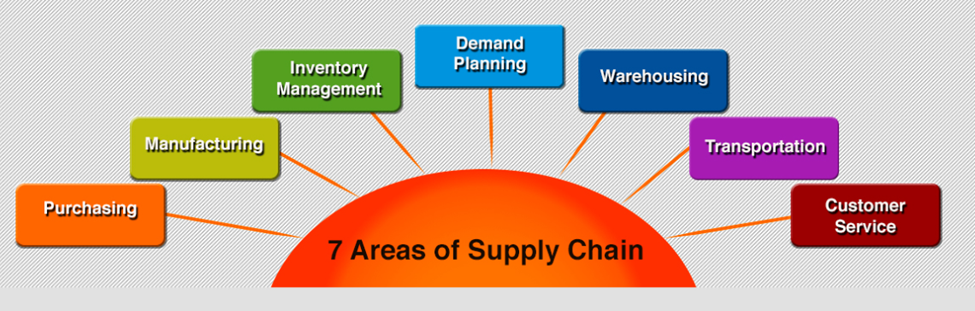 Demand
Planning
Inventory
Management
Warehousing
Manufacturing
Transportation
Purchasing
Customer
Service
7 Areas of Supply Chain